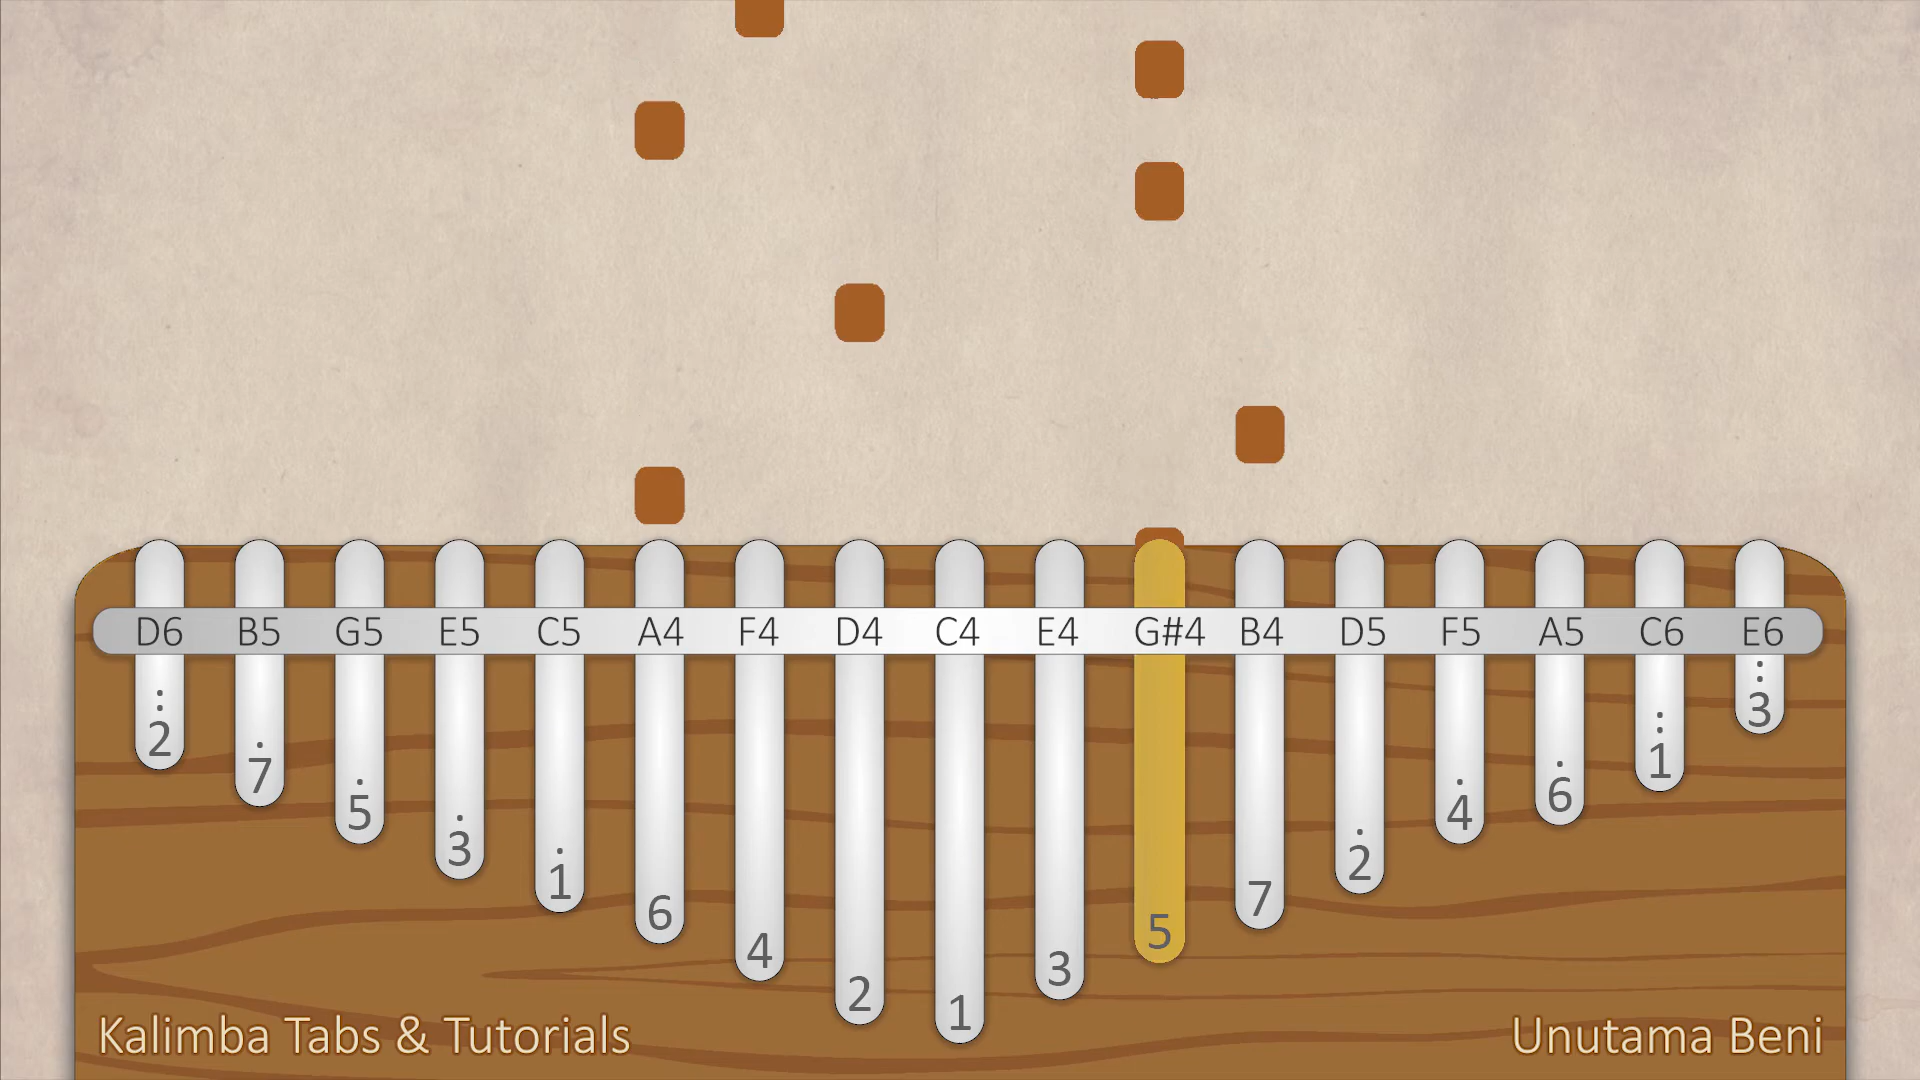 D6 B5 G5 E5 C5 A4 F4 D4 C4 E4 G#4 B4 D5 F5 A5 C6 E6
2 7 5 3 1 6 4 2 1 3 5 7 2 4 6 1 3
Kalimba Tabs & Tutorials
Unutama Beni